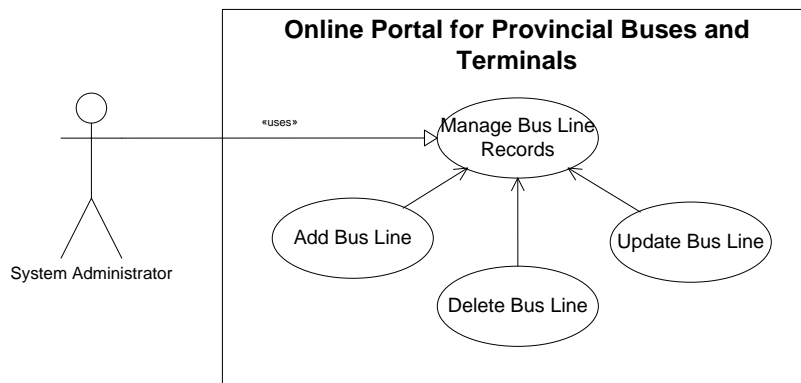 Online Portal for Provincial Buses and
Terminals
«uses»
Manage Bus Line
Records
Add Bus Line
Update Bus Line
System Administrator
Delete Bus Line